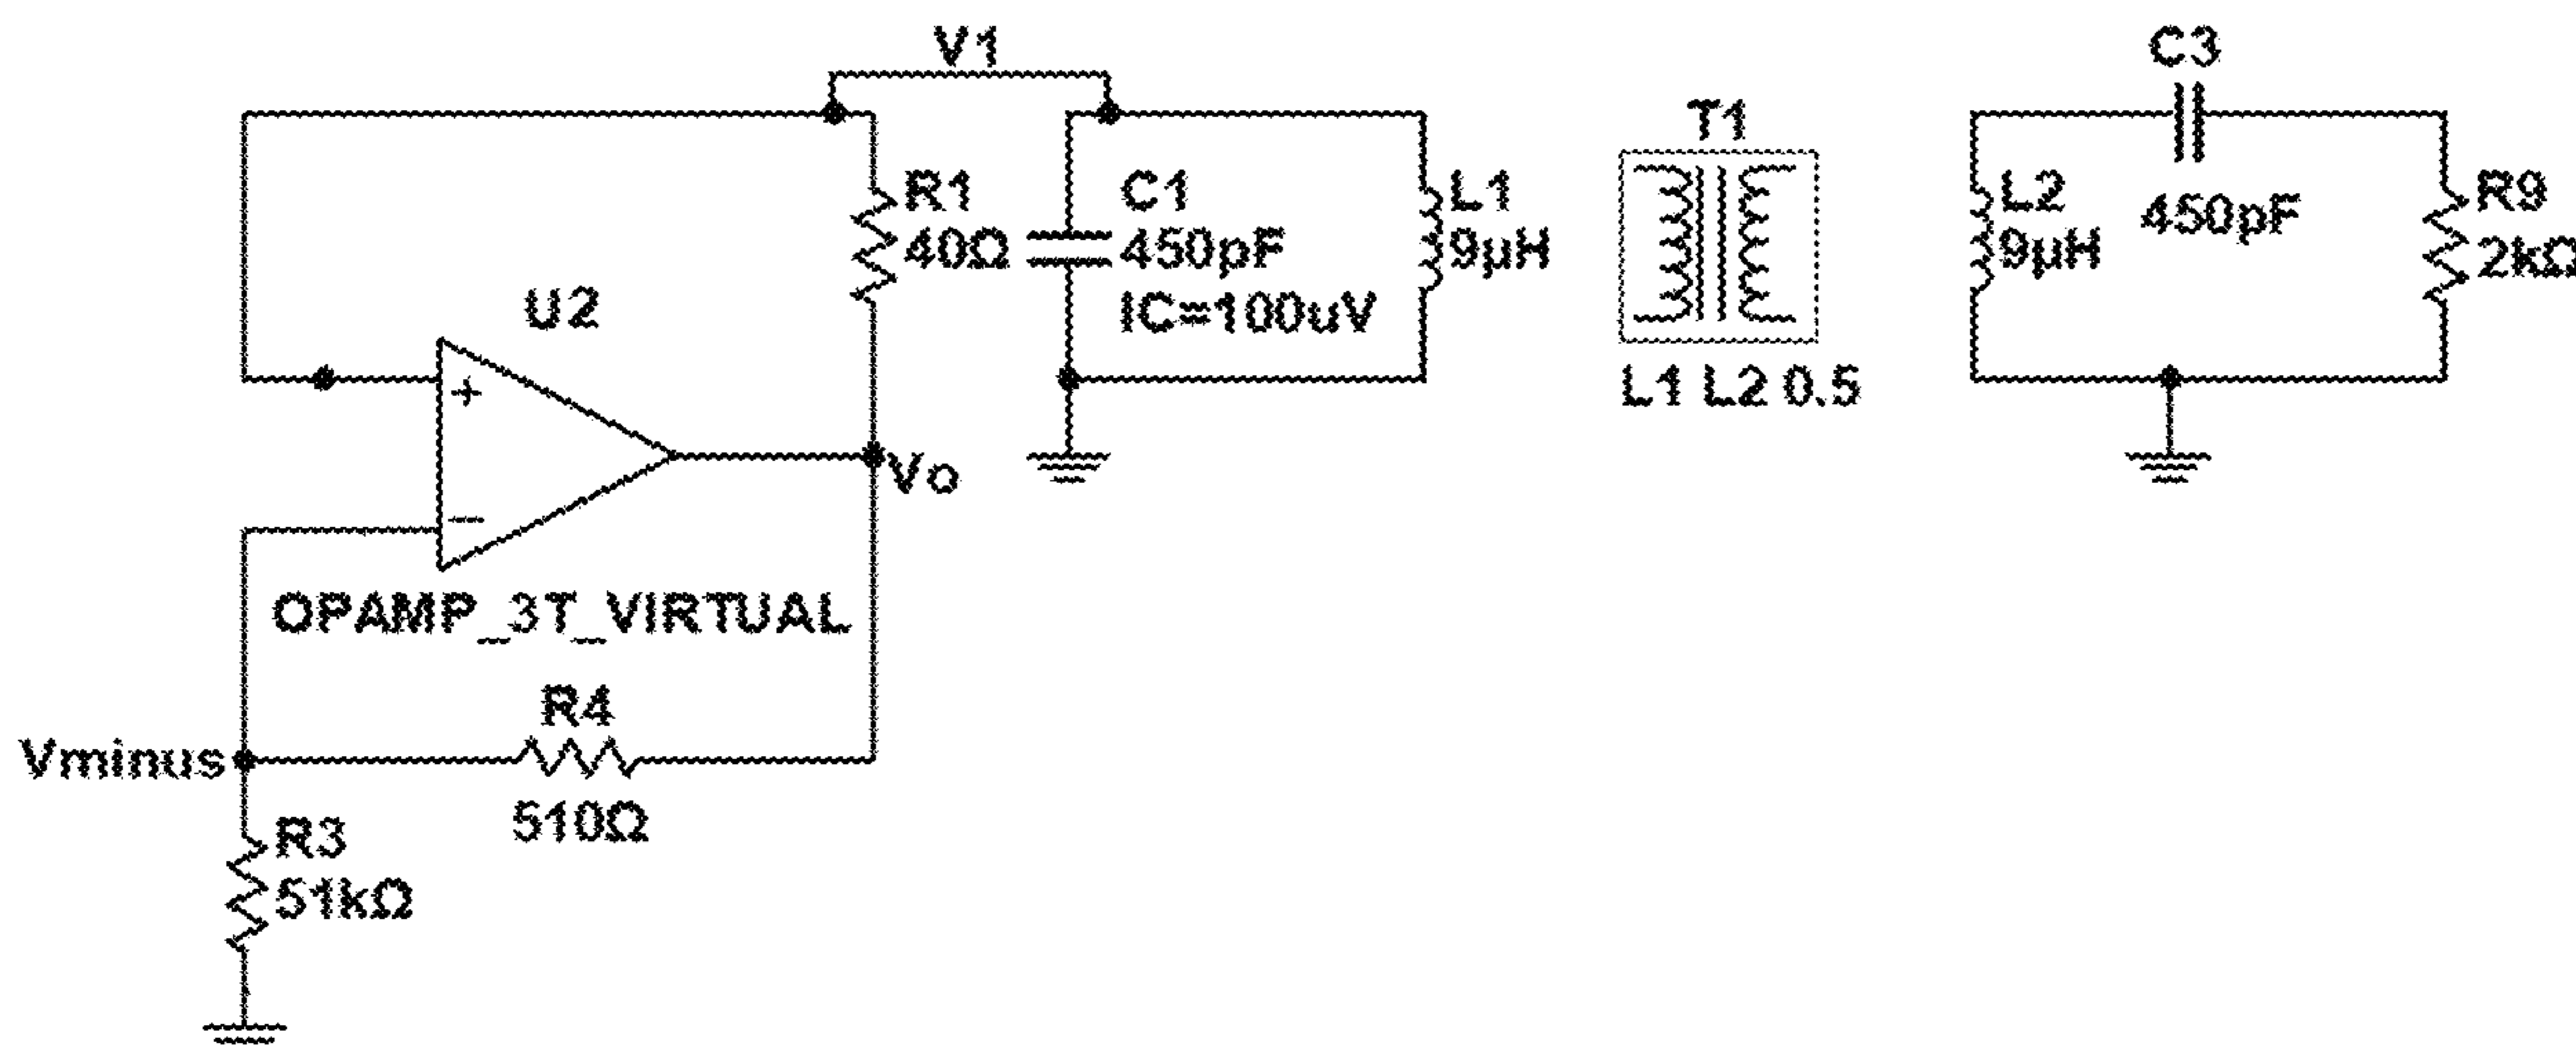 V1
C3
T1
R1
40Ω
C1
450pF
IC=100uV
L1
9µH
L2
9µH
450pF
R9
2kΩ
U2
+
L1 L2 0.5
Vo
−
OPAMP_3T_VIRTUAL
R4
Vminus
510Ω
R3
51kΩ